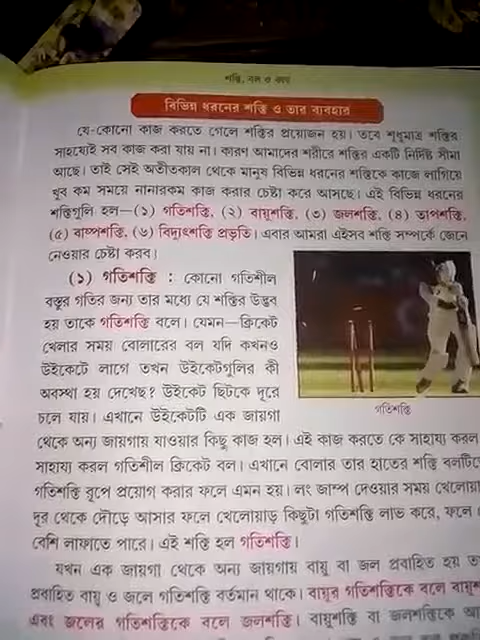 শক্তি, বল ও কাজ
বিভিন্ন ধরনের শক্তি ও তার ব্যবহার
যে-কোনো কাজ করতে গেলে শক্তির প্রয়োজন হয়। তবে শুধুমাত্র শক্তির
সাহায্যেই সব কাজ করা যায় না। কারণ আমাদের শরীরে শক্তির একটি নির্দিষ্ট সীমা
আছে। তাই সেই অতীতকাল থেকে মানুষ বিভিন্ন ধরনের শক্তিকে কাজে লাগিয়ে
খুব কম সময়ে নানারকম কাজ করার চেষ্টা করে আসছে। এই বিভিন্ন ধরনের
শক্তিগুলি হল—(১) গতিশক্তি, (২) বায়ুশক্তি, (৩) জলশক্তি, (৪) তাপশক্তি,
(৫) বাষ্পশক্তি, (৬) বিদ্যুৎশক্তি প্রভৃতি। এবার আমরা এইসব শক্তি সম্পর্কে জেনে
নেওয়ার চেষ্টা করব।
(১) গতিশক্তি : কোনো গতিশীল
বস্তুর গতির জন্য তার মধ্যে যে শক্তির উদ্ভব
হয় তাকে গতিশক্তি বলে। যেমন—ক্রিকেট
খেলার সময় বোলারের বল যদি কখনও
উইকেটে লাগে তখন উইকেটগুলির কী
অবস্থা হয় দেখেছ? উইকেট ছিটকে দূরে
চলে যায়। এখানে উইকেটটি এক জায়গা
গতিশক্তি
থেকে অন্য জায়গায় যাওয়ার কিছু কাজ হল। এই কাজ করতে কে সাহায্য করল
সাহায্য করল গতিশীল ক্রিকেট বল। এখানে বোলার তার হাতের শক্তি
গতিশক্তি রূপে প্রয়োগ করার ফলে এমন হয়। লং জাম্প দেওয়ার সময়
দূর থেকে দৌড়ে আসার ফলে খেলোয়াড় কিছুটা গতিশক্তি লাভ করে, ফলে
বেশি লাফাতে পারে। এই শক্তি হল গতিশক্তি।
যখন এক জায়গা থেকে অন্য জায়গায় বায়ু বা জল প্রবাহিত হয়
প্রবাহিত বায়ু ও জলে গতিশক্তি বর্তমান থাকে। বায়ুর গতিশক্তিকে বলে
এবং জলের গতিশক্তিকে বলে জলশক্তি। বায়ুশক্তি বা জলশক্তিকে